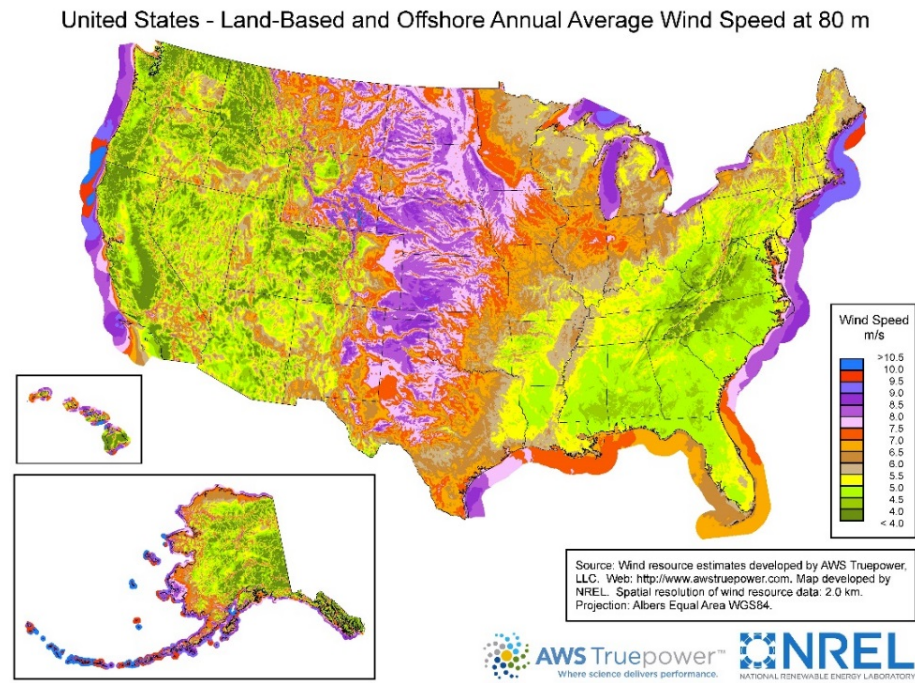 United States - Land-Based and Offshore Annual Average Wind Speed at 80 m
Wind Speed
m/s
>10.5
10.0
9.5
9.0
8.5
8.0
7.5
7.0
6.5
6.0
5.5
5.0
4.5
4.0
< 4.0
Source: Wind resource estimates developed by AWS Truepower,
LLC. Web: http://www.awstruepower.com. Map developed by
NREL. Spatial resolution of wind resource data: 2.0 km.
Projection: Albers Equal Area WGS84.
AWS Truepower™
Where science delivers performance.
NREL
NATIONAL RENEWABLE ENERGY LABORATORY